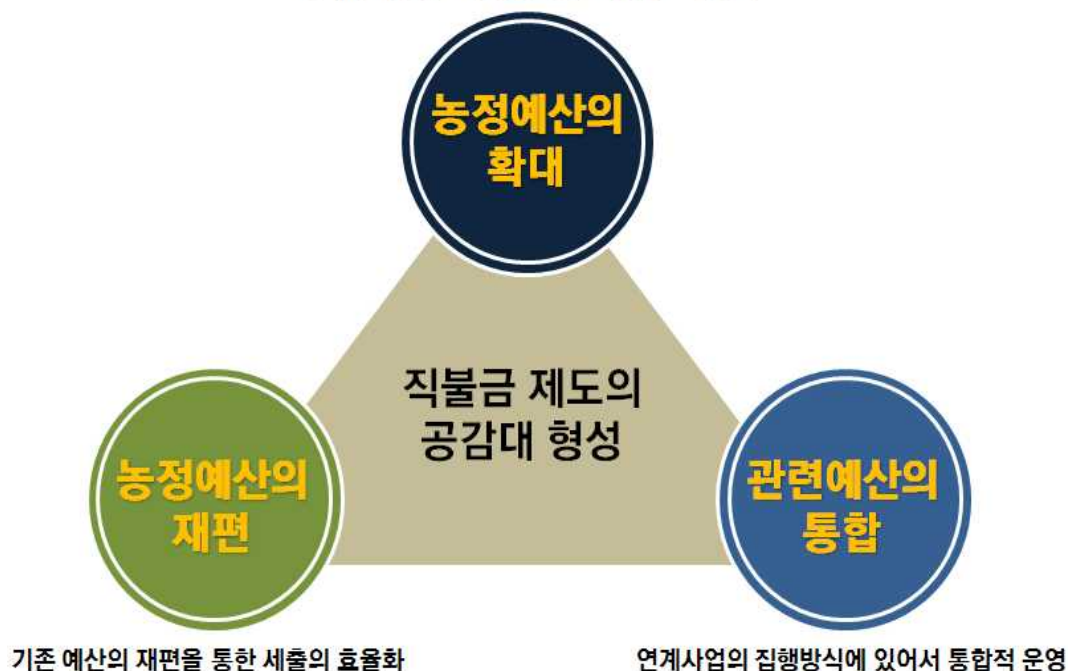 농정예산의
확대
직불금 제도의
공감대 형성
농정예산의
재편
관련예산의
통합
기존 예산의 재편을 통한 세출의 효율화
연계사업의 집행방식에 있어서 통합적 운영